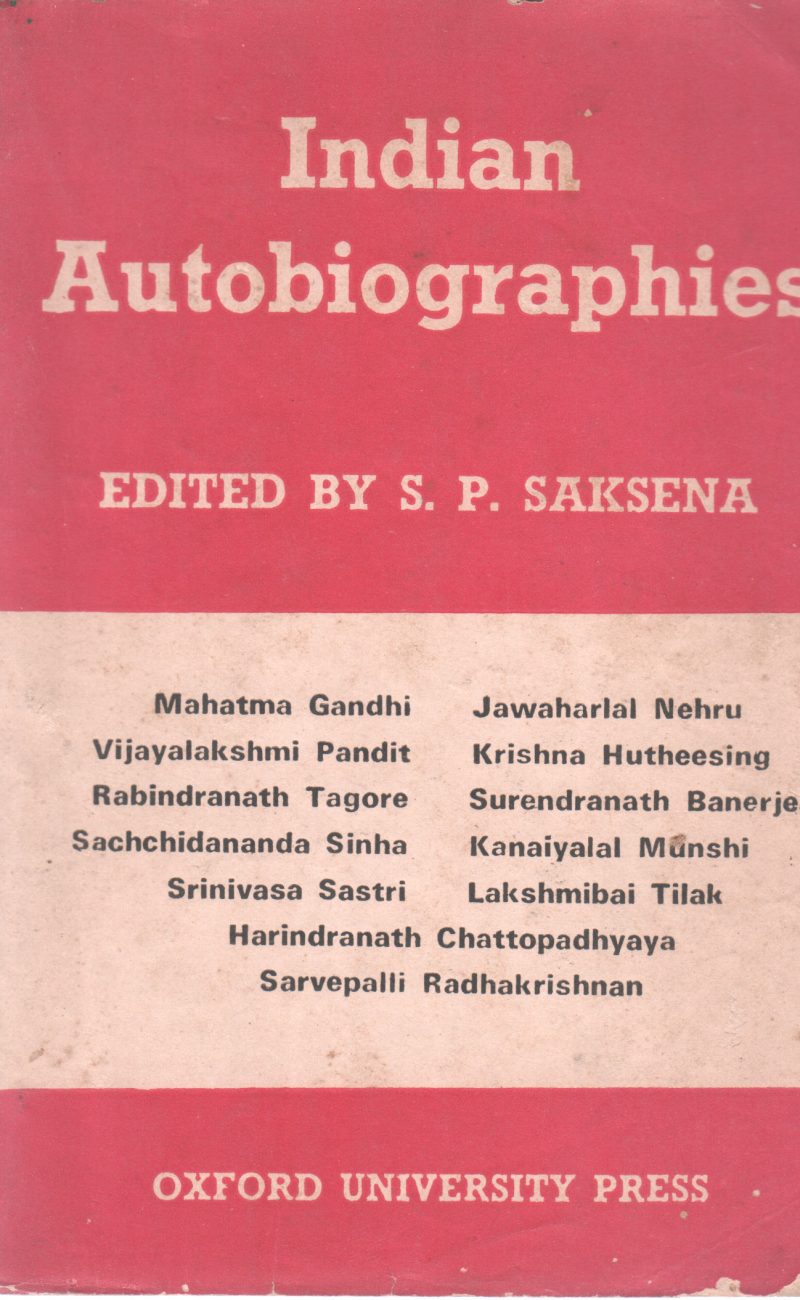 Indian
Autobiographies
EDITED BY S. P. SAKSENA
Mahatma Gandhi Jawaharlal Nehru
Vijayalakshmi Pandit Krishna Hutheesing
Rabindranath Tagore Surendranath Banerje
Sachchidananda Sinha Kanaiyalal Munshi
Srinivasa Sastri Lakshmibai Tilak
Harindranath Chattopadhyaya
Sarvepalli Radhakrishnan
OXFORD UNIVERSITY PRESS